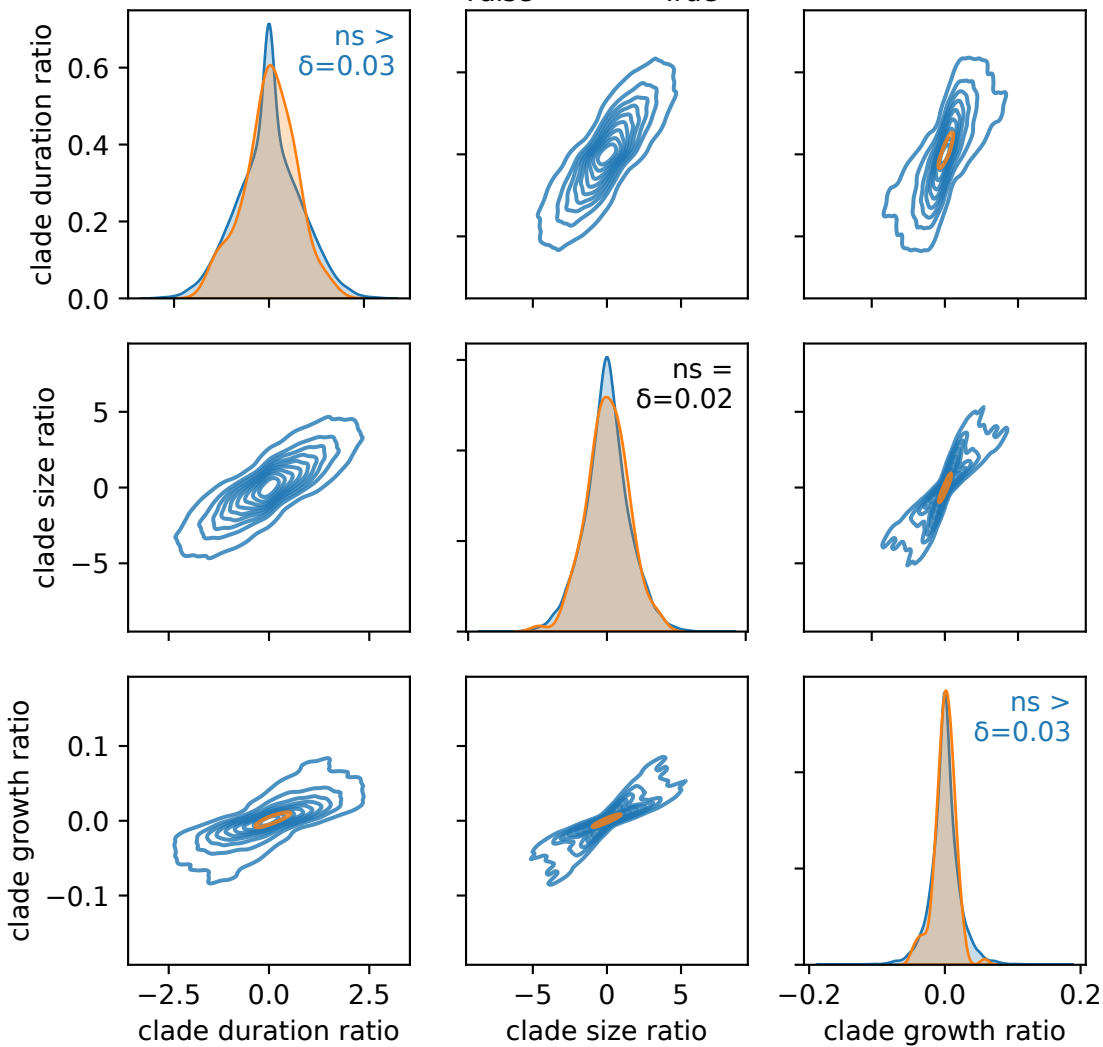 clade duration ratio
0.6
0.4
0.2
0.0
ns >
δ=0.03
clade size ratio
5
0
−5
ns =
δ=0.02
clade growth ratio
0.1
0.0
−0.1
ns >
δ=0.03
−2.5
0.0
2.5
−5
0
5
−0.2
0.0
0.2
clade duration ratio
clade size ratio
clade growth ratio